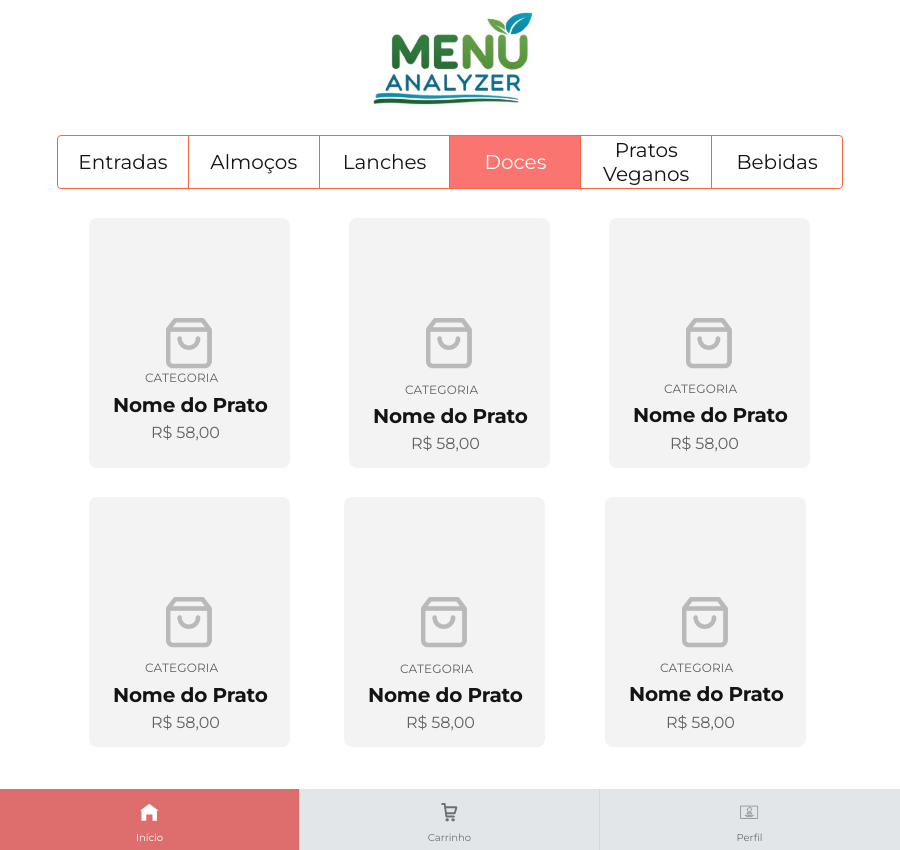 MENU
ANALYZER
Entradas
Almoços
Lanches
Doces
Pratos
Veganos
Bebidas
CATEGORIA
Nome do Prato
R$ 58,00
CATEGORIA
Nome do Prato
R$ 58,00
CATEGORIA
Nome do Prato
R$ 58,00
CATEGORIA
Nome do Prato
R$ 58,00
CATEGORIA
Nome do Prato
R$ 58,00
CATEGORIA
Nome do Prato
R$ 58,00
Início
Carrinho
Perfil